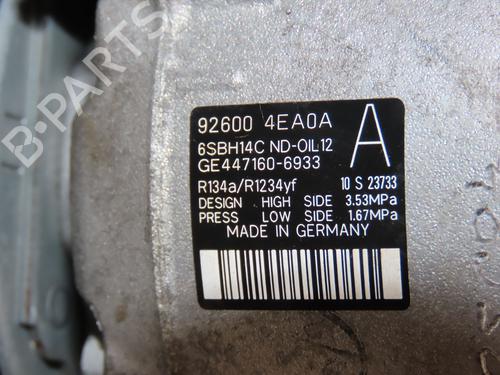 B-PARTS
92600 4EA0A
A
6SBH14C ND-OIL12
GE447160-6933
R134a/R1234yf 10 S 23733
DESIGN HIGH SIDE 3.53MPa
PRESS LOW SIDE 1.67MPa
MADE IN GERMANY